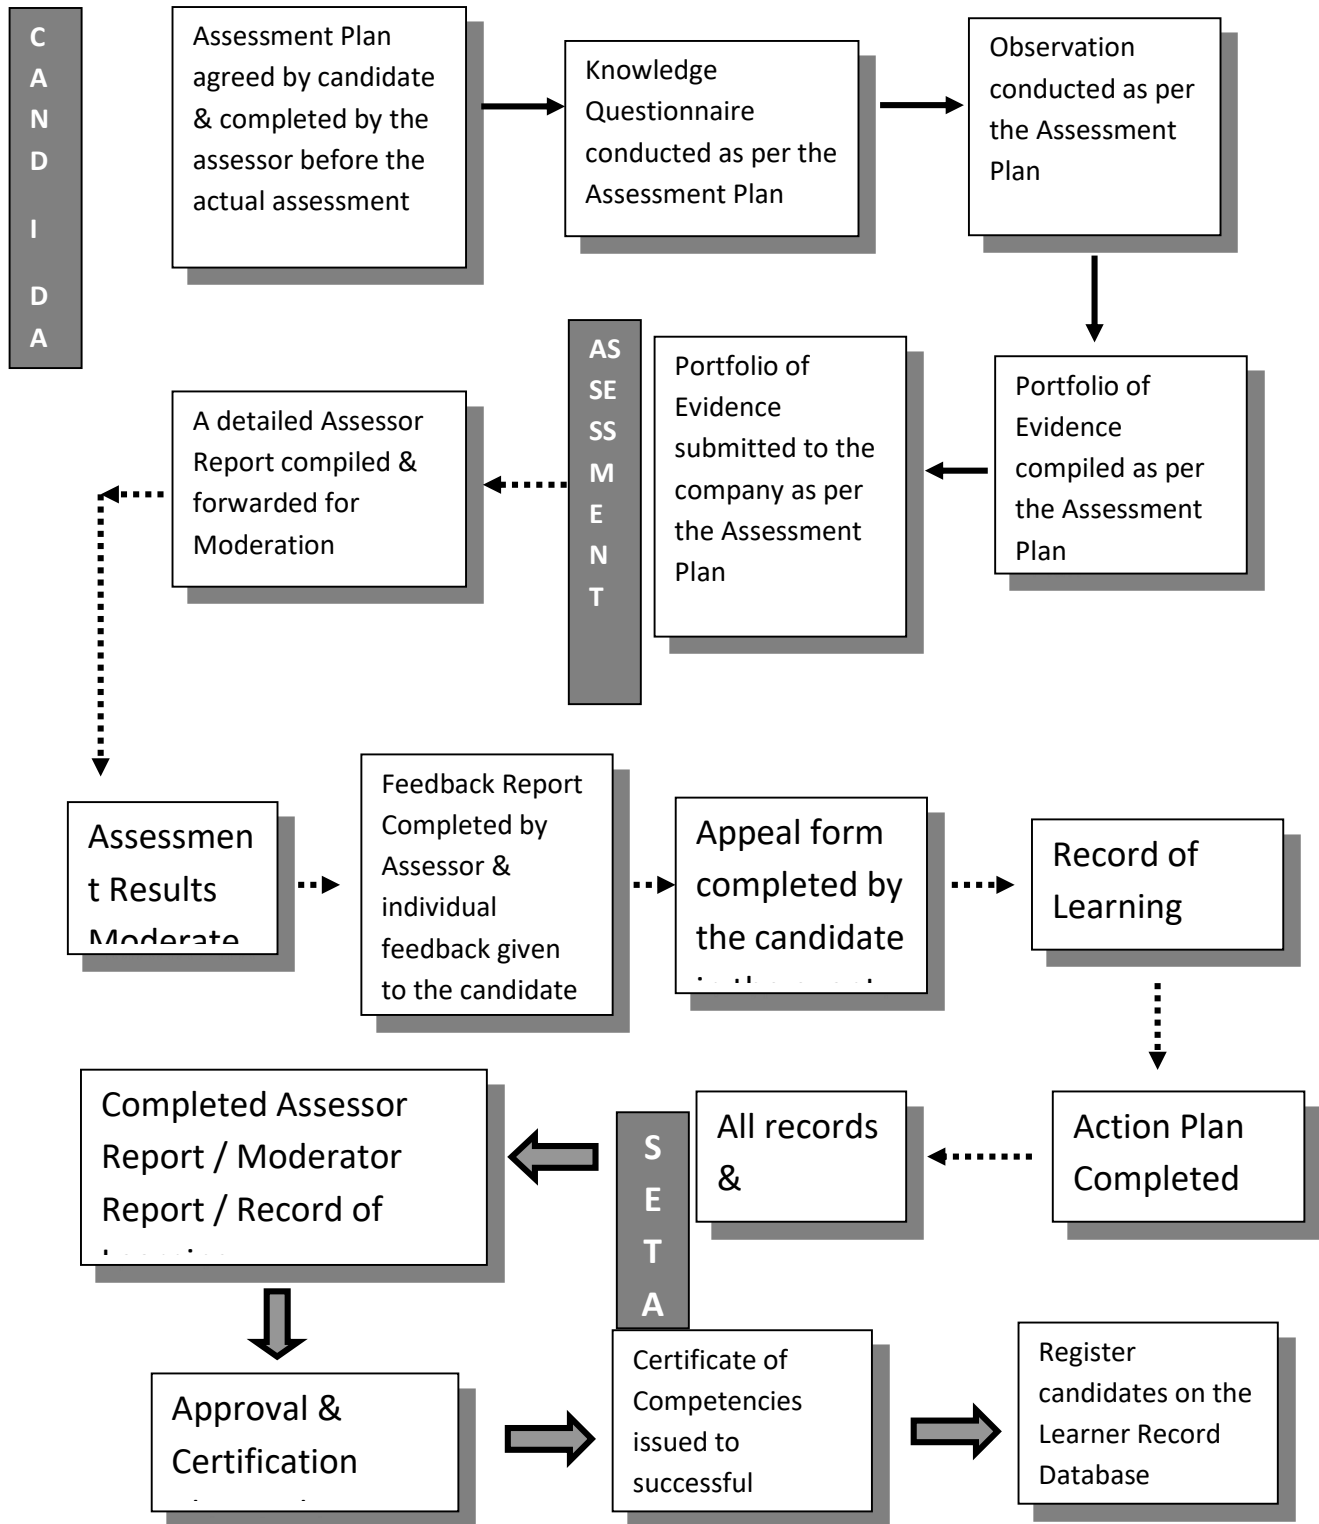 C
A
N
D
I
D
A
Assessment Plan
agreed by candidate
& completed by the
assessor before the
actual assessment
Knowledge
Questionnaire
conducted as per the
Assessment Plan
Observation
conducted as per
the Assessment
Plan
Portfolio of
Evidence
compiled as per
the Assessment
Plan
Portfolio of
Evidence
submitted to the
company as per
the Assessment
Plan
AS
SE
SS
M
E
N
T
A detailed Assessor
Report compiled &
forwarded for
Moderation
Assessmen
t Results
Moderate
Feedback Report
Completed by
Assessor &
individual
feedback given
to the candidate
Appeal form
completed by
the candidate
in the event
Record of
Learning
Action Plan
Completed
All records
&
S
E
T
A
Completed Assessor
Report / Moderator
Report / Record of
Approval &
Certification
Certificate of
Competencies
issued to
successful
Register
candidates on the
Learner Record
Database